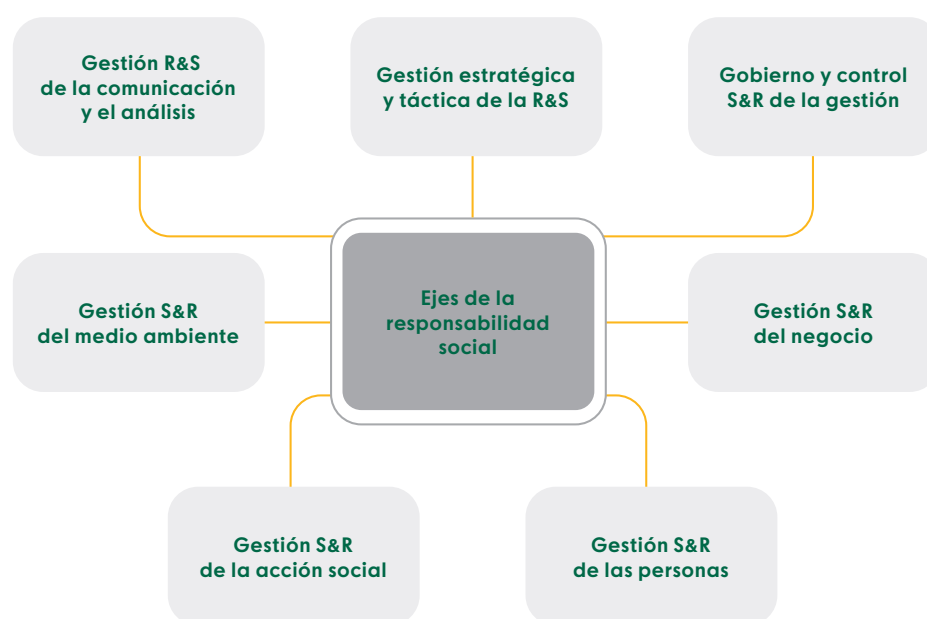 Gestión R&S
de la comunicación
y el análisis
Gestión estratégica
y táctica de la R&S
Gobierno y control
S&R de la gestión
Gestión S&R
del medio ambiente
Ejes de la
responsabilidad
social
Gestión S&R
del negocio
Gestión S&R
de la acción social
Gestión S&R
de las personas